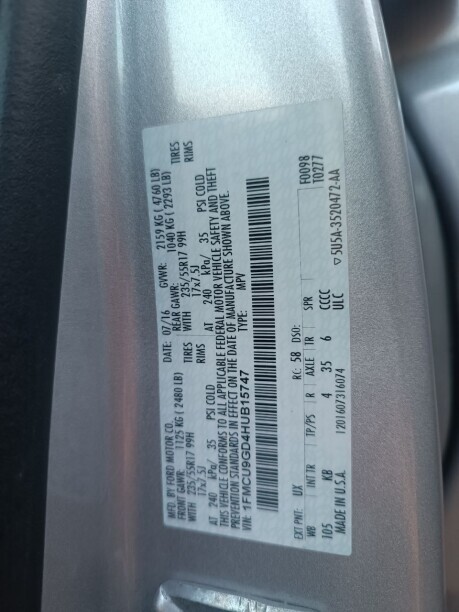 MFD. BY FORD MOTOR CO. DATE: 07/16 GVWR: 2159 KG ( 4760 LB)
FRONT GAWR: 1125 KG ( 2480 LB) REAR GAWR: 1040 KG ( 2293 LB)
WITH 235/55R17 99H TIRES WITH 235/55R17 99H TIRES
17x7.5J RIMS 17x7.5J RIMS
AT 240 kPa/ 35 PSI COLD AT 240 kPa/ 35 PSI COLD
THIS VEHICLE CONFORMS TO ALL APPLICABLE FEDERAL MOTOR VEHICLE SAFETY AND THEFT
PREVENTION STANDARDS IN EFFECT ON THE DATE OF MANUFACTURE SHOWN ABOVE.
VIN: 1FMCU9GD4HUB15747 TYPE: MPV
F0098
T0277
EXT PNT: UX RC: 58 DSO:
WB INT TR TP/PS R AXLE TR SPR
105 KB 4 35 6 CCCC
MADE IN U.S.A. 1201607316074 ULC ▽5U5A-3520472-AA